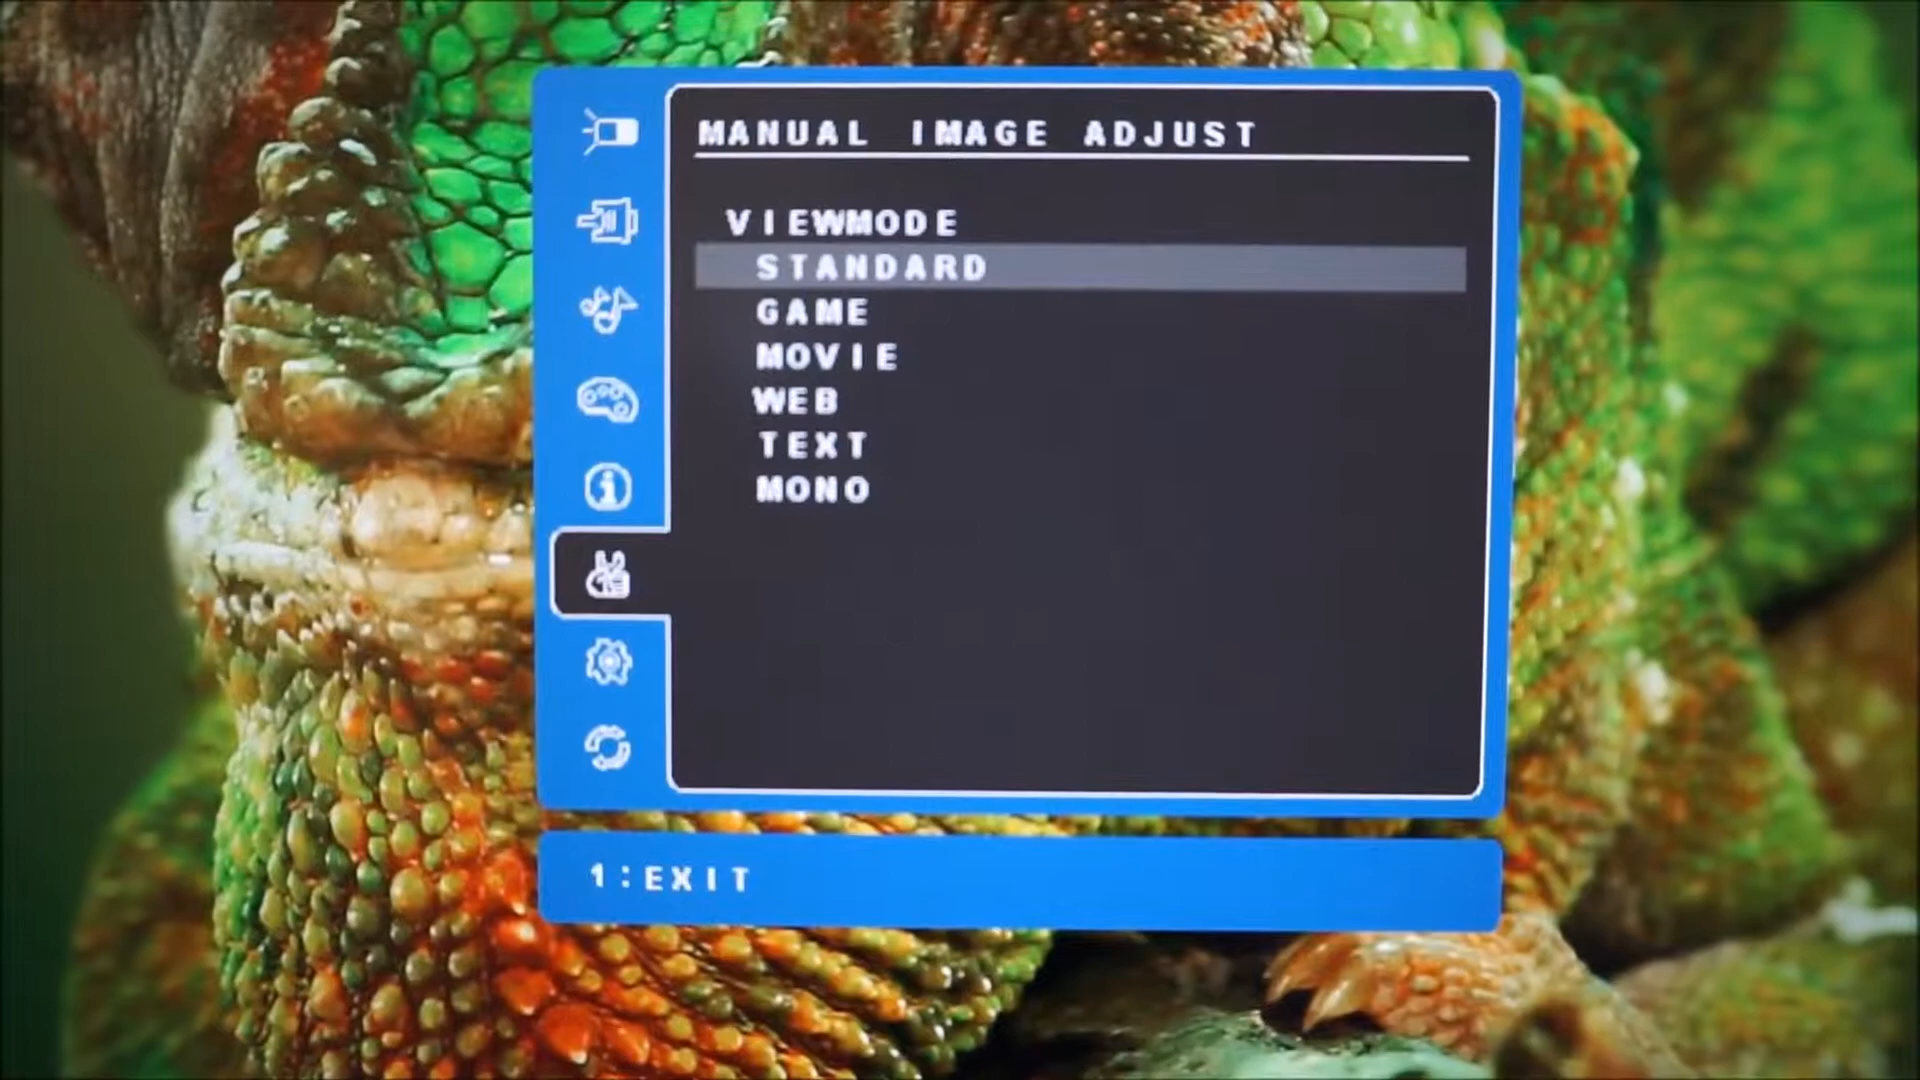 MANUAL IMAGE ADJUST
VIEWMODE
STANDARD
GAME
MOVIE
WEB
TEXT
MONO
1:EXIT